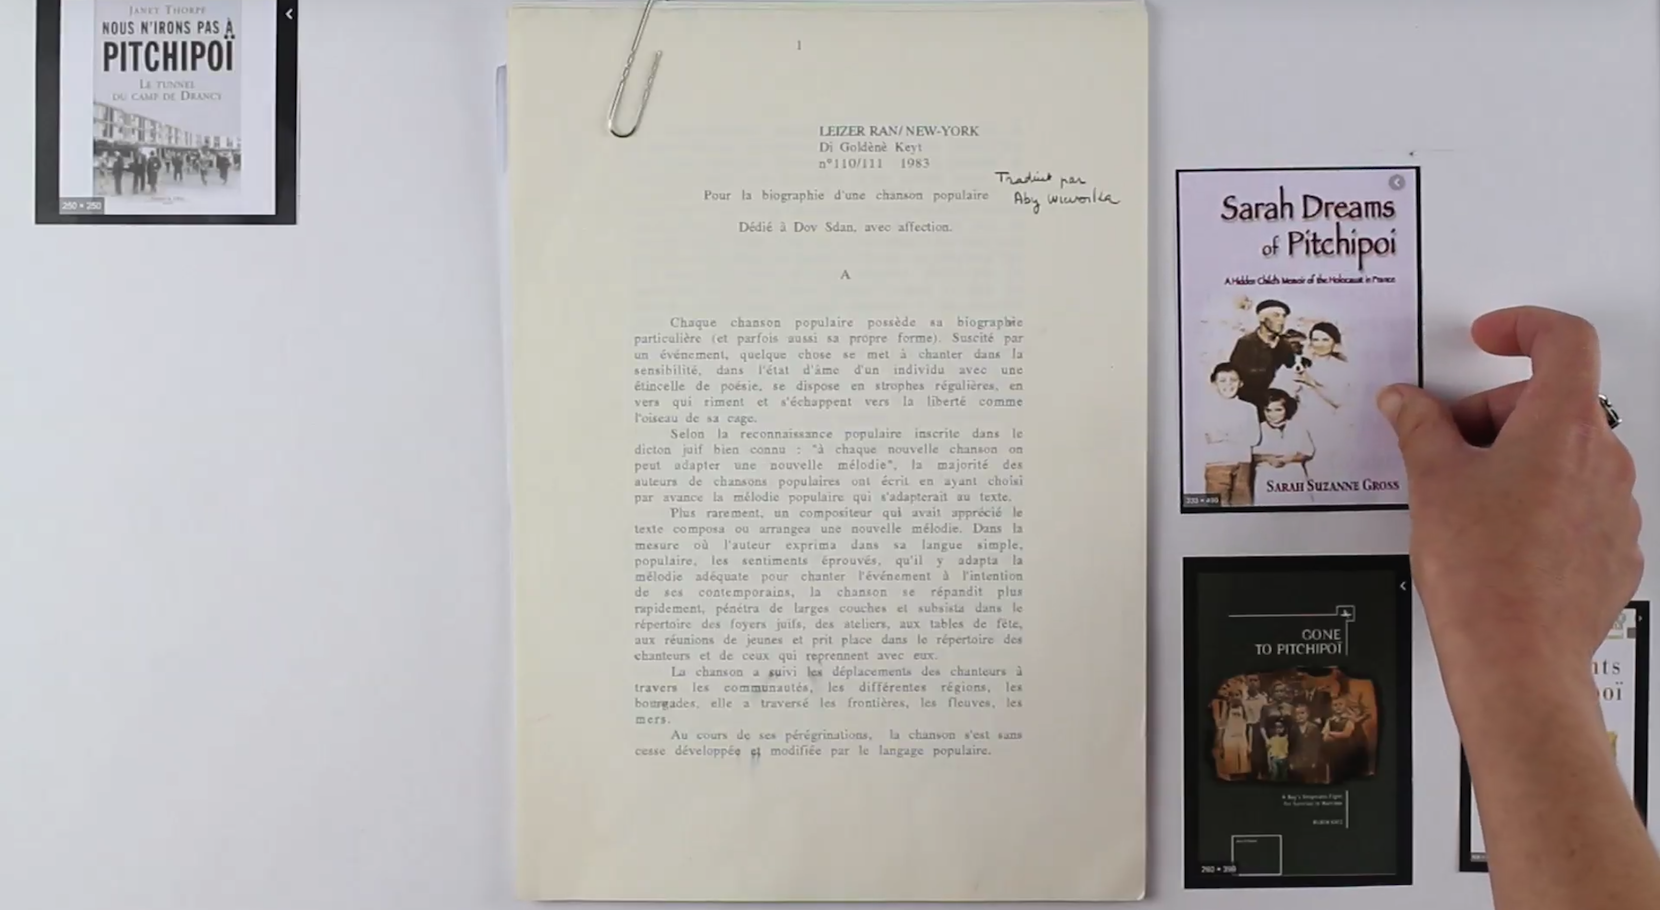 JANET THORPE
NOUS N'IRONS PAS À
PITCHIPOÏ
LE TUNNEL
DU CAMP DE DRANCY
250 × 250
1
LEIZER RAN/ NEW-YORK
Di Goldènè Keyt
n°110/111 1983
Pour la biographie d'une chanson populaire
Traduit par
Aby Wieviorka
Dédié à Dov Sdan, avec affection.
A
Chaque chanson populaire possède sa biographie
particulière (et parfois aussi sa propre forme). Suscité par
un événement, quelque chose se met à chanter dans la
sensibilité, dans l'état d'âme d'un individu avec une
étincelle de poésie, se dispose en strophes régulières, en
vers qui riment et s'échappent vers la liberté comme
l'oiseau de sa cage.
Selon la reconnaissance populaire inscrite dans le
dicton juif bien connu : "à chaque nouvelle chanson on
peut adapter une nouvelle mélodie", la majorité des
auteurs de chansons populaires ont écrit en ayant choisi
par avance la mélodie populaire qui s'adapterait au texte.
Plus rarement, un compositeur qui avait apprécié le
texte composa ou arrangea une nouvelle mélodie. Dans la
mesure où l'auteur exprima dans sa langue simple,
populaire, les sentiments éprouvés, qu'il y adapta la
mélodie adéquate pour chanter l'événement à l'intention
de ses contemporains, la chanson se répandit plus
rapidement, pénétra de larges couches et subsista dans le
répertoire des foyers juifs, des ateliers, aux tables de fête,
aux réunions de jeunes et prit place dans le répertoire des
chanteurs et de ceux qui reprennent avec eux.
La chanson a suivi les déplacements des chanteurs à
travers les communautés, les différentes régions, les
bourgades, elle a traversé les frontières, les fleuves, les
mers.
Au cours de ses pérégrinations, la chanson s'est sans
cesse développée et modifiée par le langage populaire.
Sarah Dreams
of Pitchipoi
A Hidden Child's Memoir of the Holocaust in France
SARAH SUZANNE GROSS
GONE
TO PITCHIPOÏ
A Boy's Desperate Fight
For Survival in Wartime